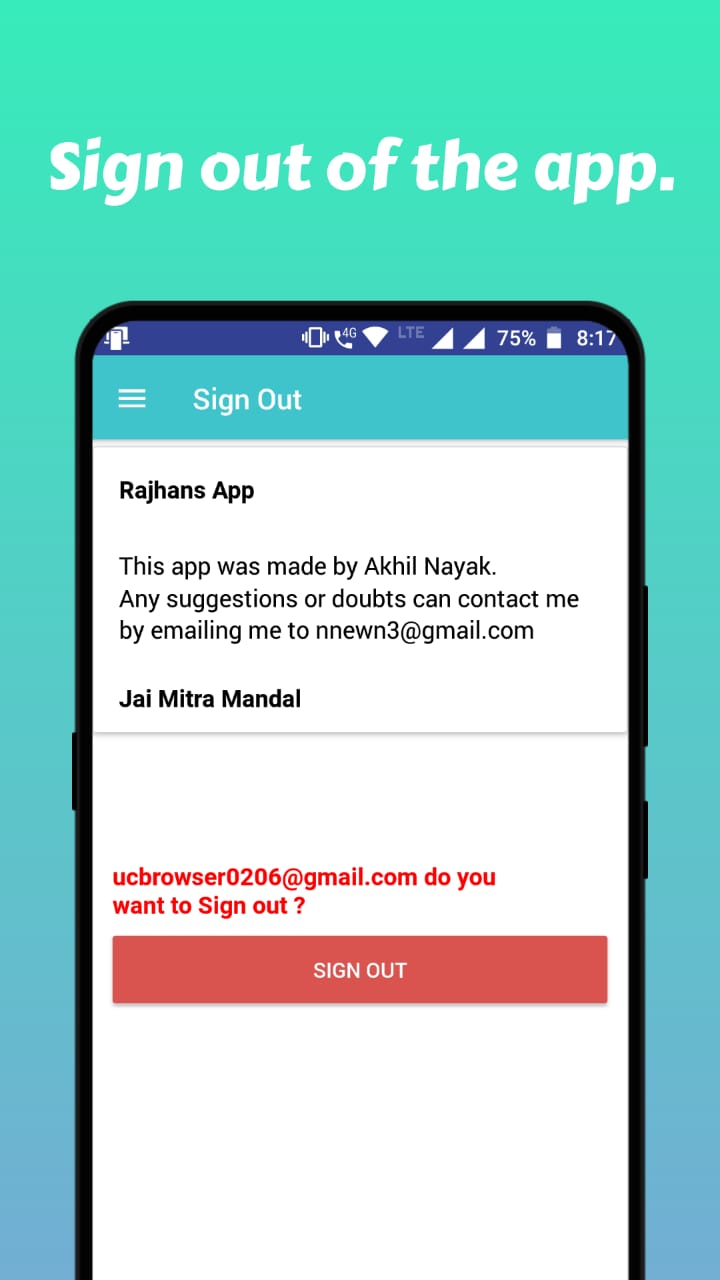 Sign out of the app.
4G LTE 75% 8:17
Sign Out
Rajhans App
This app was made by Akhil Nayak.
Any suggestions or doubts can contact me
by emailing me to nnewn3@gmail.com
Jai Mitra Mandal
ucbrowser0206@gmail.com do you
want to Sign out ?
SIGN OUT